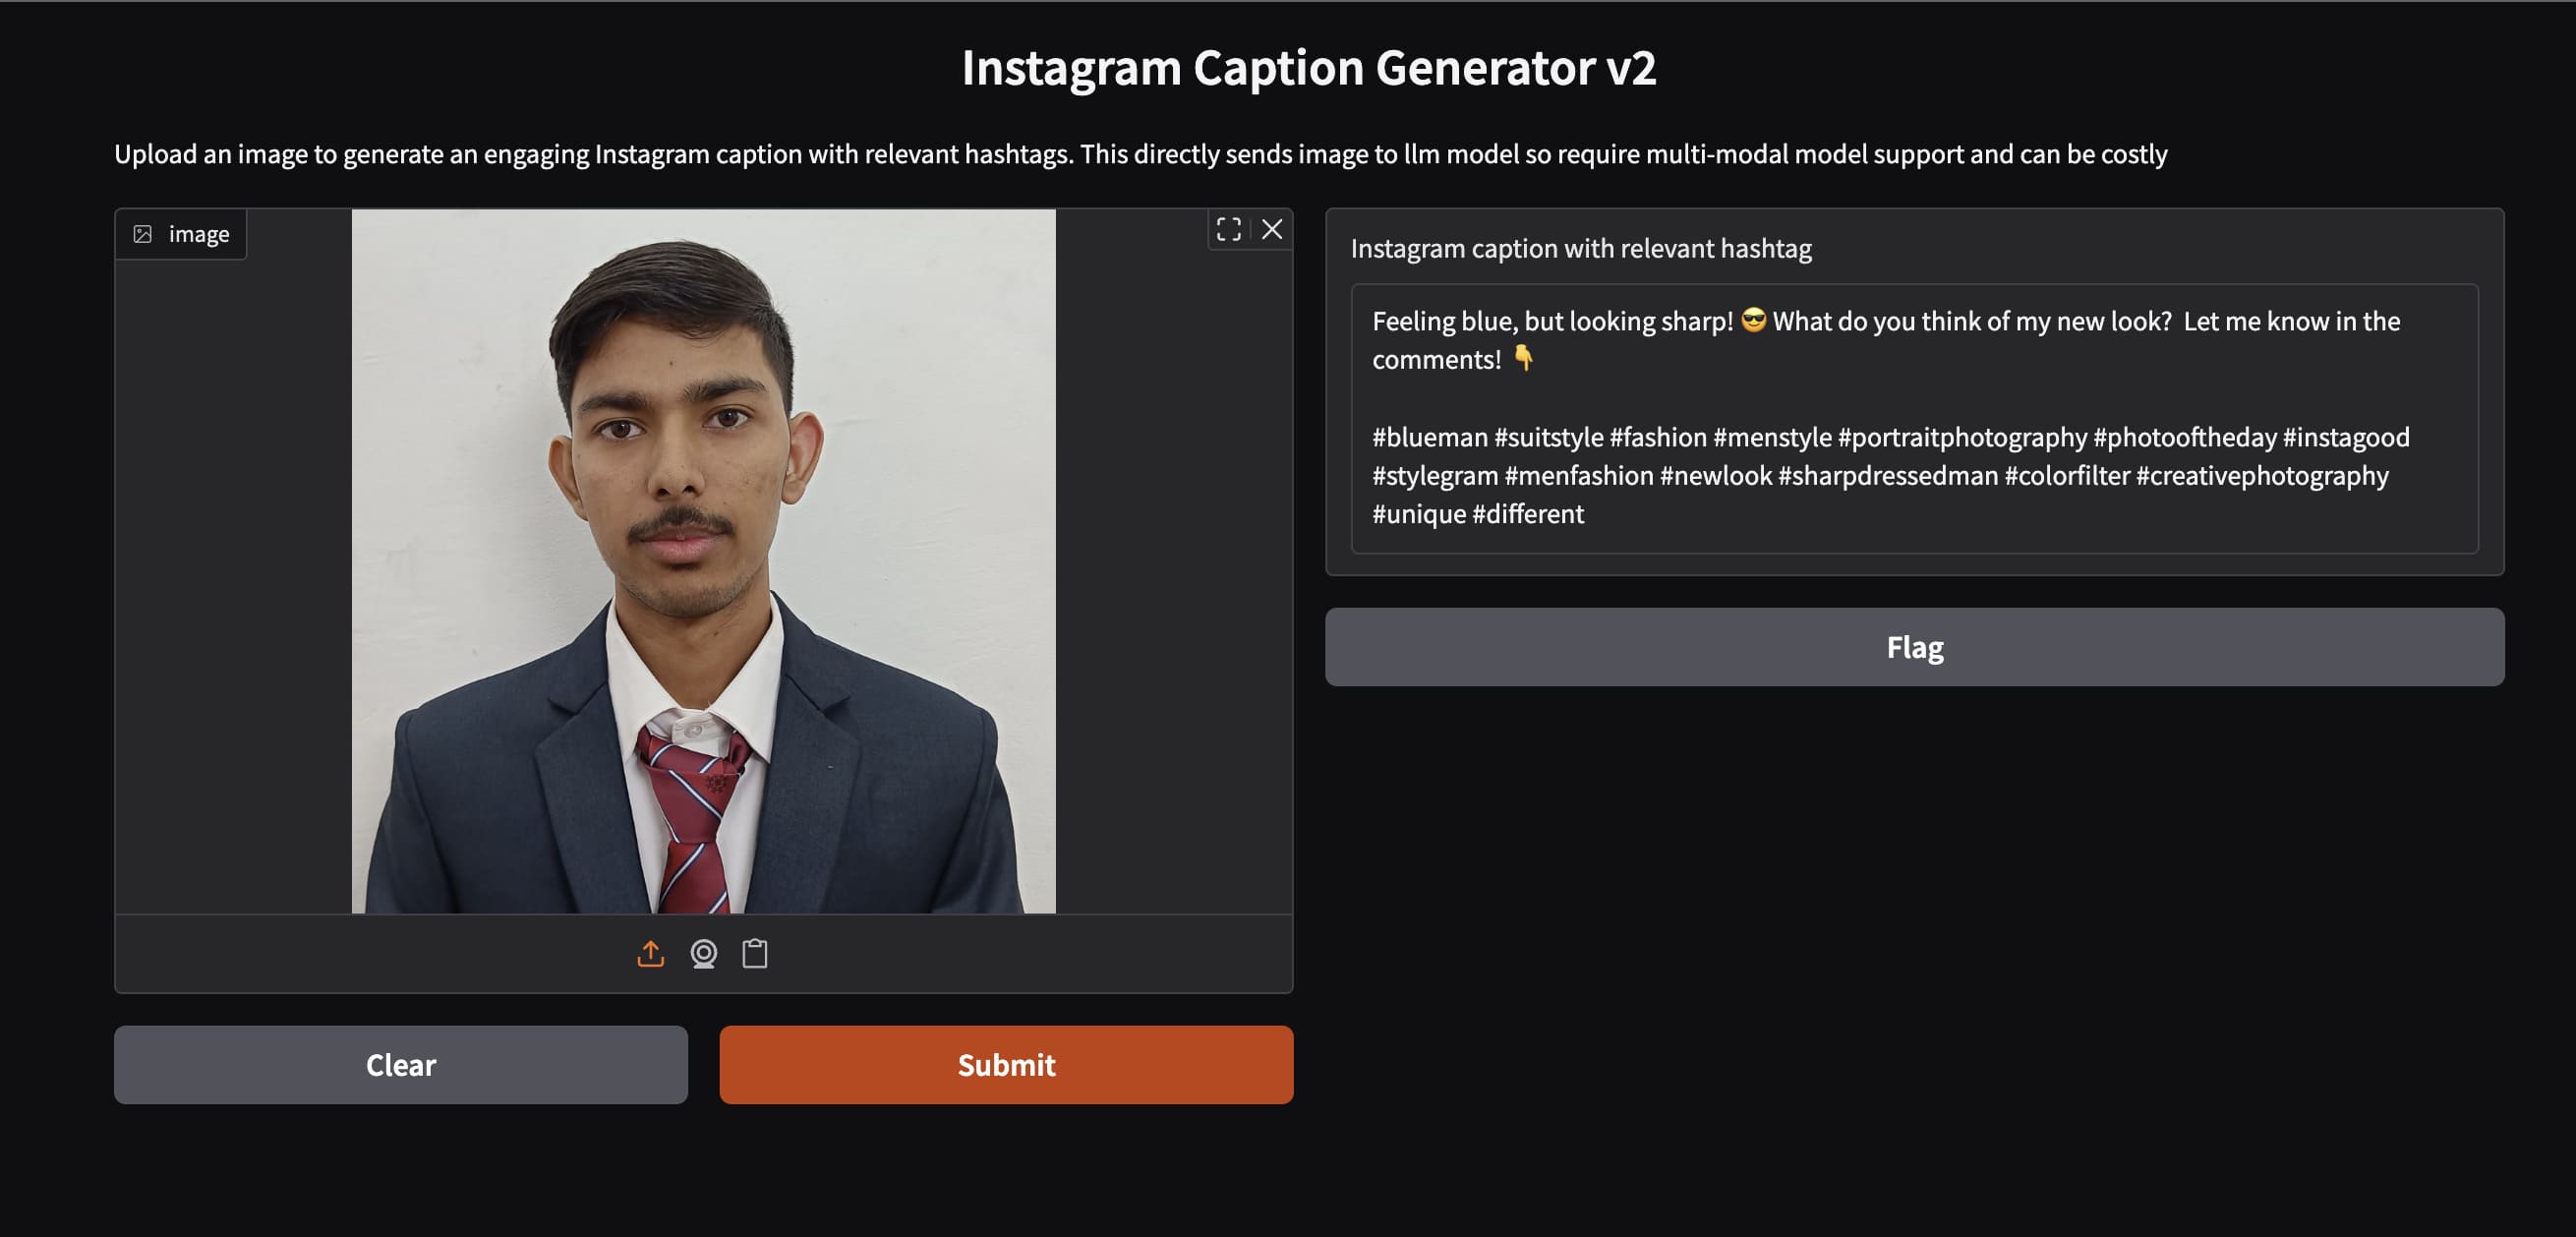 Instagram Caption Generator v2
Upload an image to generate an engaging Instagram caption with relevant hashtags. This directly sends image to llm model so require multi-modal model support and can be costly
image
Instagram caption with relevant hashtag
Feeling blue, but looking sharp! 😎 What do you think of my new look?  Let me know in the
comments! 👇
#blueman #suitstyle #fashion #menstyle #portraitphotography #photooftheday #instagood
#stylegram #menfashion #newlook #sharpdressedman #colorfilter #creativephotography
#unique #different
Flag
Clear
Submit